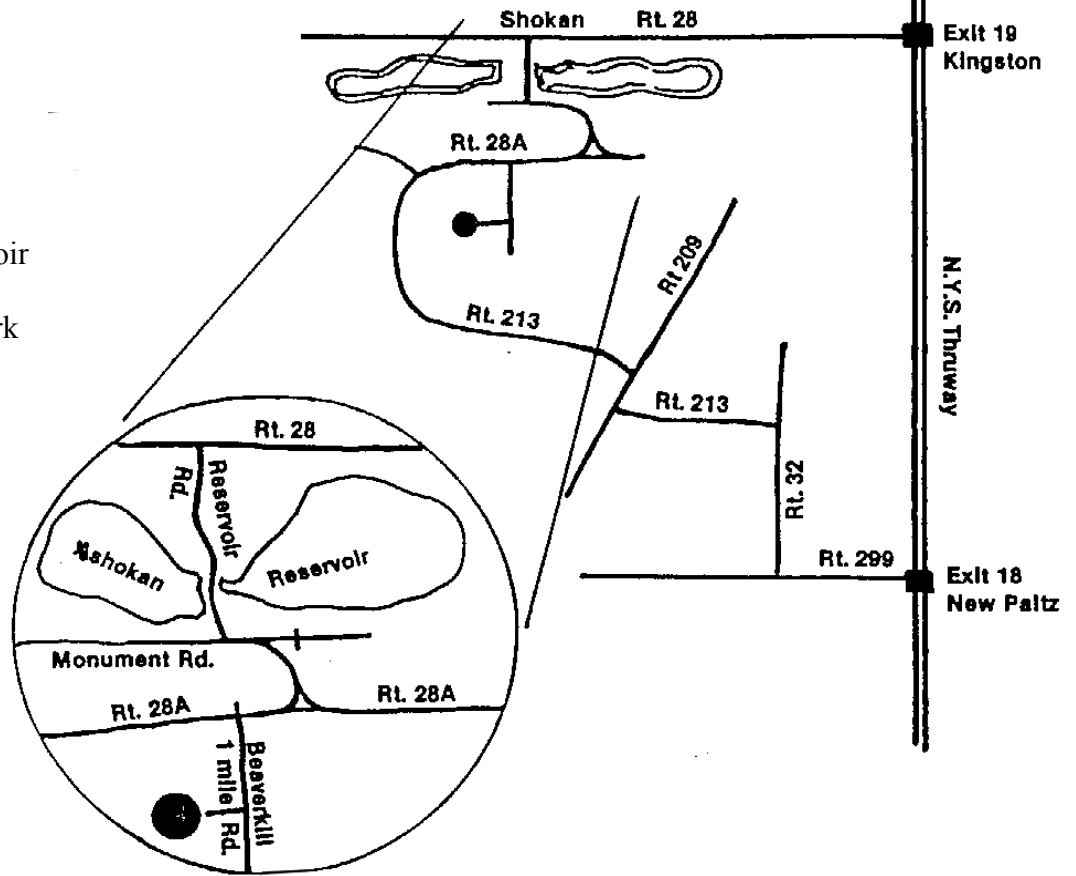 Shokan Rt. 28
Exit 19
Kingston
Rt. 28A
oir
rk
Rt 209
N.Y.S. Thruway
Rt. 213
Rt. 213
Rt. 32
Rt. 299
Exit 18
New Paltz
Rt. 28
Reservoir
Rd.
Ashokan
Reservoir
Monument Rd.
Rt. 28A
Rt. 28A
Beaverkill
1 mile Rd.